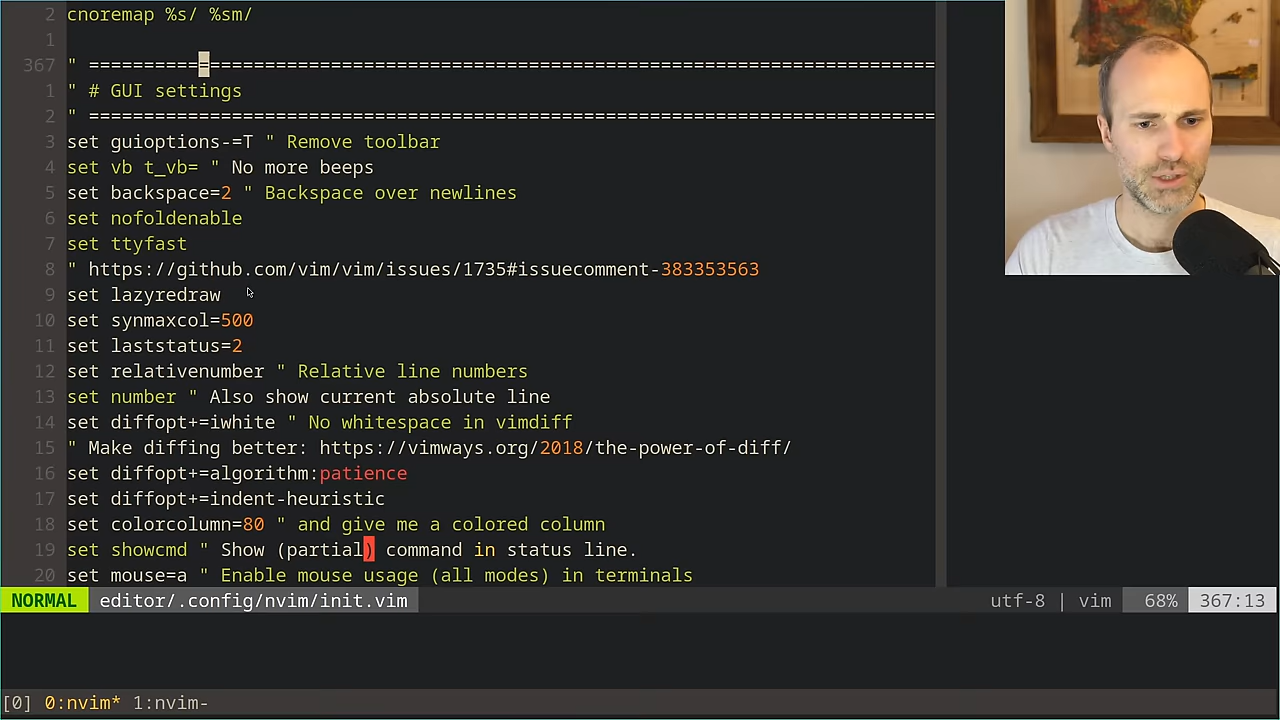 2 cnoremap %s/ %sm/
1
367 " =============================================================================
1 " # GUI settings
2 " =============================================================================
3 set guioptions-=T " Remove toolbar
4 set vb t_vb= " No more beeps
5 set backspace=2 " Backspace over newlines
6 set nofoldenable
7 set ttyfast
8 " https://github.com/vim/vim/issues/1735#issuecomment-383353563
9 set lazyredraw
10 set synmaxcol=500
11 set laststatus=2
12 set relativenumber " Relative line numbers
13 set number " Also show current absolute line
14 set diffopt+=iwhite " No whitespace in vimdiff
15 " Make diffing better: https://vimways.org/2018/the-power-of-diff/
16 set diffopt+=algorithm:patience
17 set diffopt+=indent-heuristic
18 set colorcolumn=80 " and give me a colored column
19 set showcmd " Show (partial) command in status line.
20 set mouse=a " Enable mouse usage (all modes) in terminals
NORMAL editor/.config/nvim/init.vim utf-8 | vim 68% 367:13
[0] 0:nvim* 1:nvim-